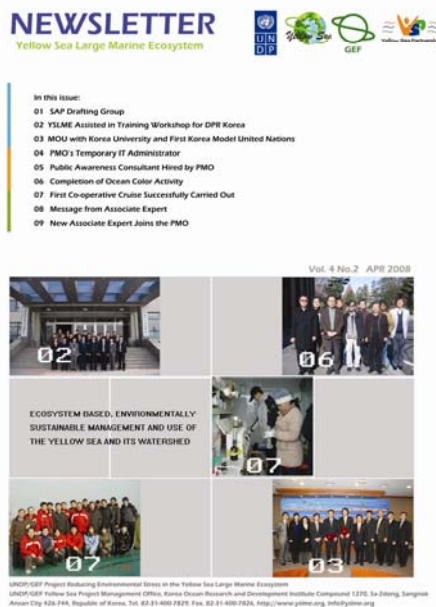 NEWSLETTER
Yellow Sea Large Marine Ecosystem
U N
D P
Yellow Sea
GEF
Yellow Sea Partnership
In this issue:
01 SAP Drafting Group
02 YSLME Assisted in Training Workshop for DPR Korea
03 MOU with Korea University and First Korea Model United Nations
04 PMO's Temporary IT Administrator
05 Public Awareness Consultant Hired by PMO
06 Completion of Ocean Color Activity
07 First Co-operative Cruise Successfully Carried Out
08 Message from Associate Expert
09 New Associate Expert Joins the PMO
Vol. 4 No.2 APR 2008
02
06
ECOSYSTEM-BASED, ENVIRONMENTALLY-
SUSTAINABLE MANAGEMENT AND USE OF
THE YELLOW SEA AND ITS WATERSHED
07
07
03
UNDP/GEF Project Reducing Environmental Stress in the Yellow Sea Large Marine Ecosystem
UNDP/GEF Yellow Sea Project Management Office, Korea Ocean Research and Development Institute Compound 1270, Sa-2dong, Sangnok
Ansan City 426-744, Republic of Korea. Tel. 82-31-400-7829, Fax. 82-31-400-7826, http://www.yslme.org, info@yslme.org